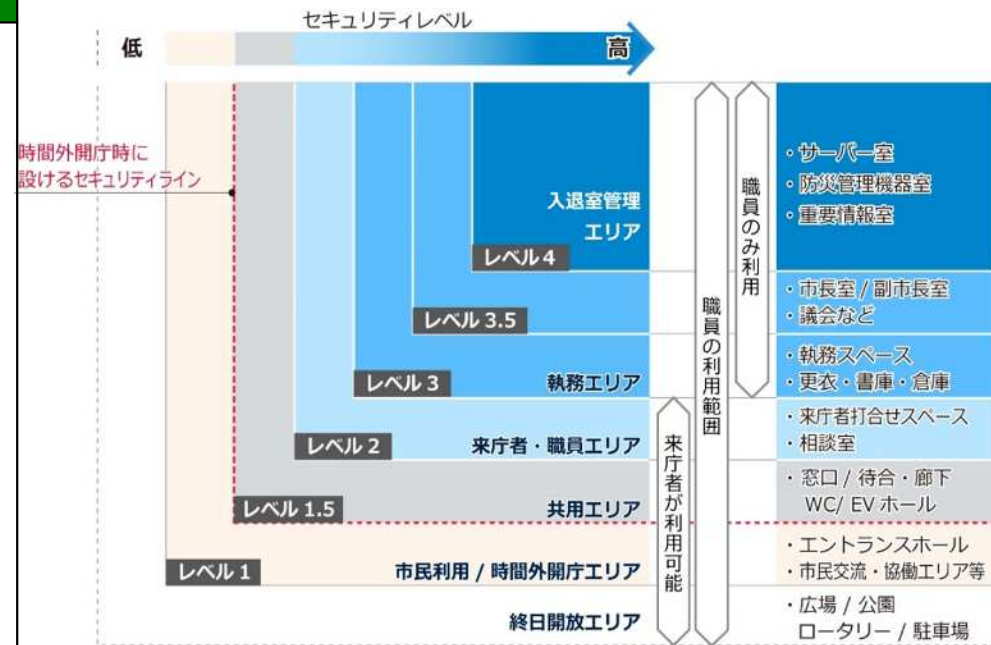 セキュリティレベル
低
高
時間外開庁時に
設けるセキュリティライン
入退室管理
エリア
レベル 4
レベル 3.5
レベル 3
執務エリア
レベル 2
来庁者・職員エリア
レベル 1.5
共用エリア
レベル 1
市民利用 / 時間外開庁エリア
終日開放エリア
来庁者が利用可能
職員の利用範囲
職員のみ利用
・サーバー室
・防災管理機器室
・重要情報室
・市長室 / 副市長室
・議会など
・執務スペース
・更衣・書庫・倉庫
・来庁者打合せスペース
・相談室
・窓口 / 待合・廊下
WC/ EV ホール
・エントランスホール
・市民交流・協働エリア等
・広場 / 公園
ロータリー / 駐車場